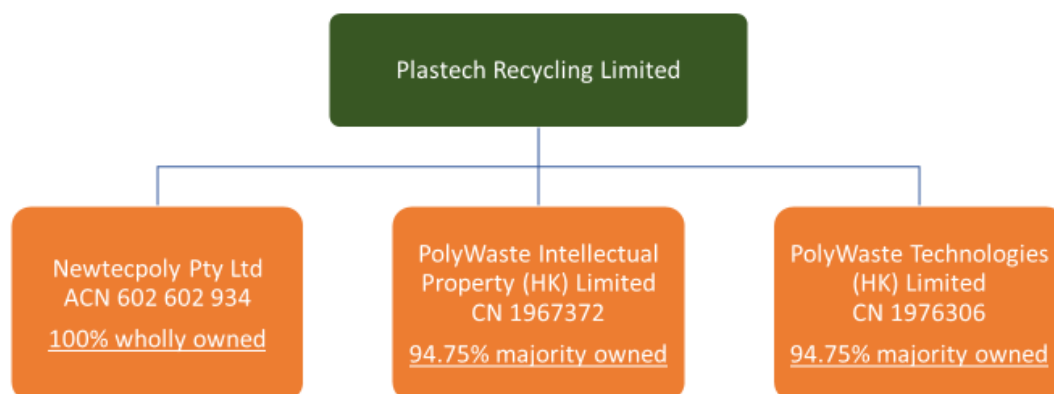 Plastech Recycling Limited
Newtecpoly Pty Ltd
ACN 602 602 934
100% wholly owned
PolyWaste Intellectual
Property (HK) Limited
CN 1967372
94.75% majority owned
PolyWaste Technologies
(HK) Limited
CN 1976306
94.75% majority owned